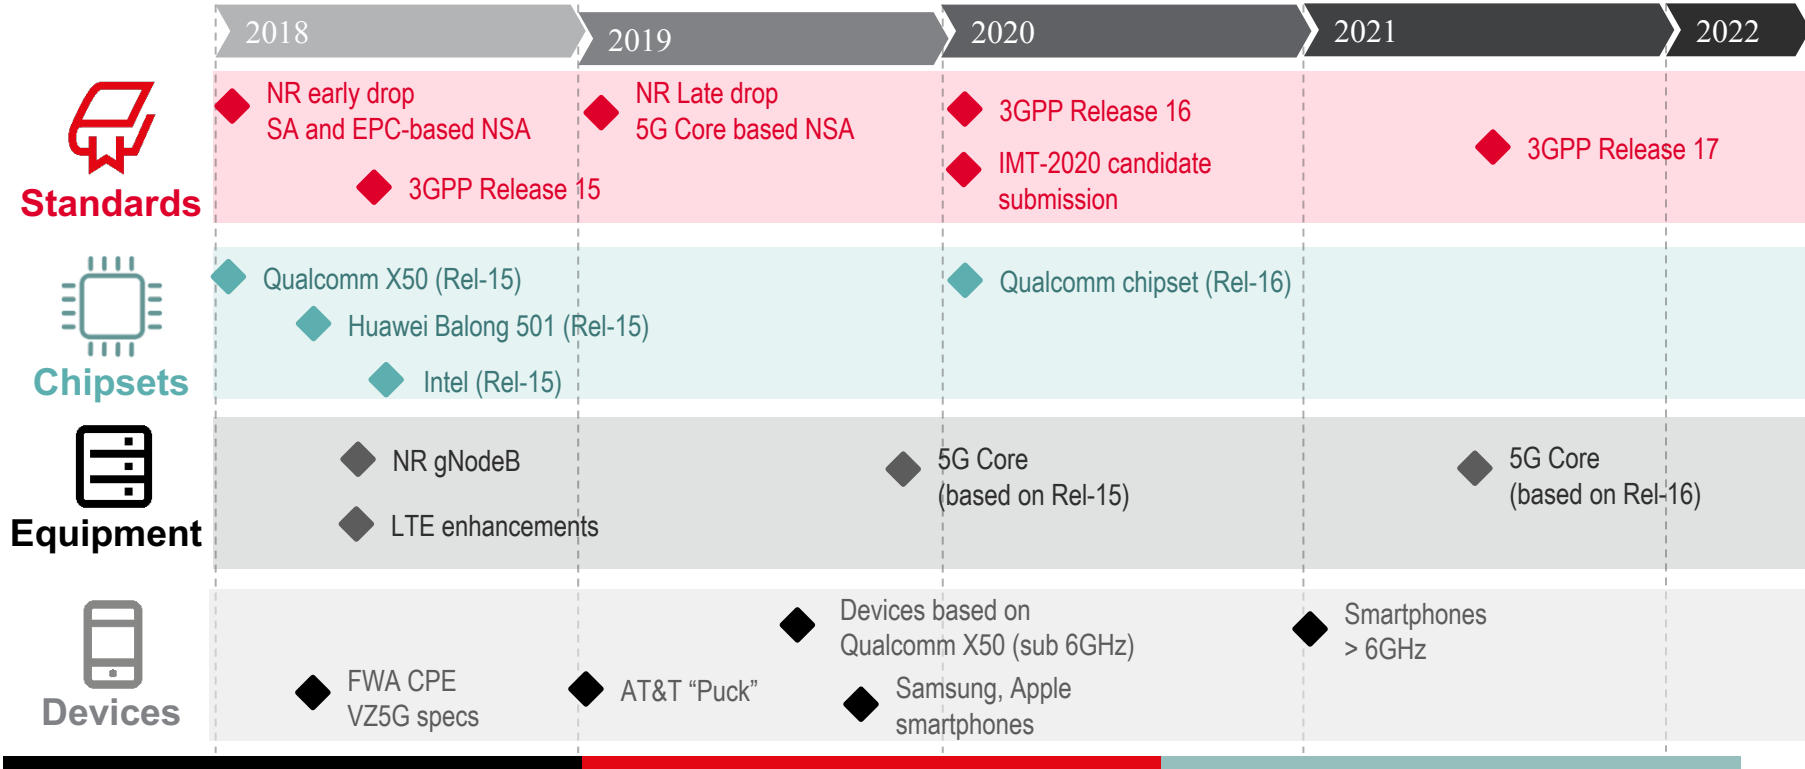 2018
2019
2020
2021
2022
Standards
NR early drop
SA and EPC-based NSA
3GPP Release 15
NR Late drop
5G Core based NSA
3GPP Release 16
IMT-2020 candidate
submission
3GPP Release 17
Chipsets
Qualcomm X50 (Rel-15)
Huawei Balong 501 (Rel-15)
Intel (Rel-15)
Qualcomm chipset (Rel-16)
Equipment
NR gNodeB
LTE enhancements
5G Core
(based on Rel-15)
5G Core
(based on Rel-16)
Devices
FWA CPE
VZ5G specs
AT&T “Puck”
Devices based on
Qualcomm X50 (sub 6GHz)
Samsung, Apple
smartphones
Smartphones
> 6GHz